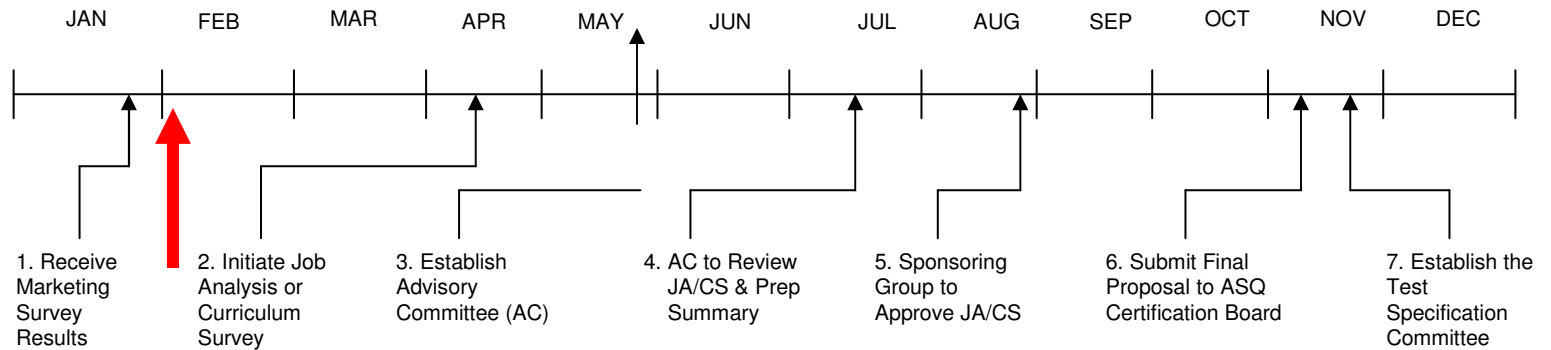 JAN FEB MAR APR MAY JUN JUL AUG SEP OCT NOV DEC
1. Receive
Marketing
Survey
Results
2. Initiate Job
Analysis or
Curriculum
Survey
3. Establish
Advisory
Committee (AC)
4. AC to Review
JA/CS & Prep
Summary
5. Sponsoring
Group to
Approve JA/CS
6. Submit Final
Proposal to ASQ
Certification Board
7. Establish the
Test
Specification
Committee